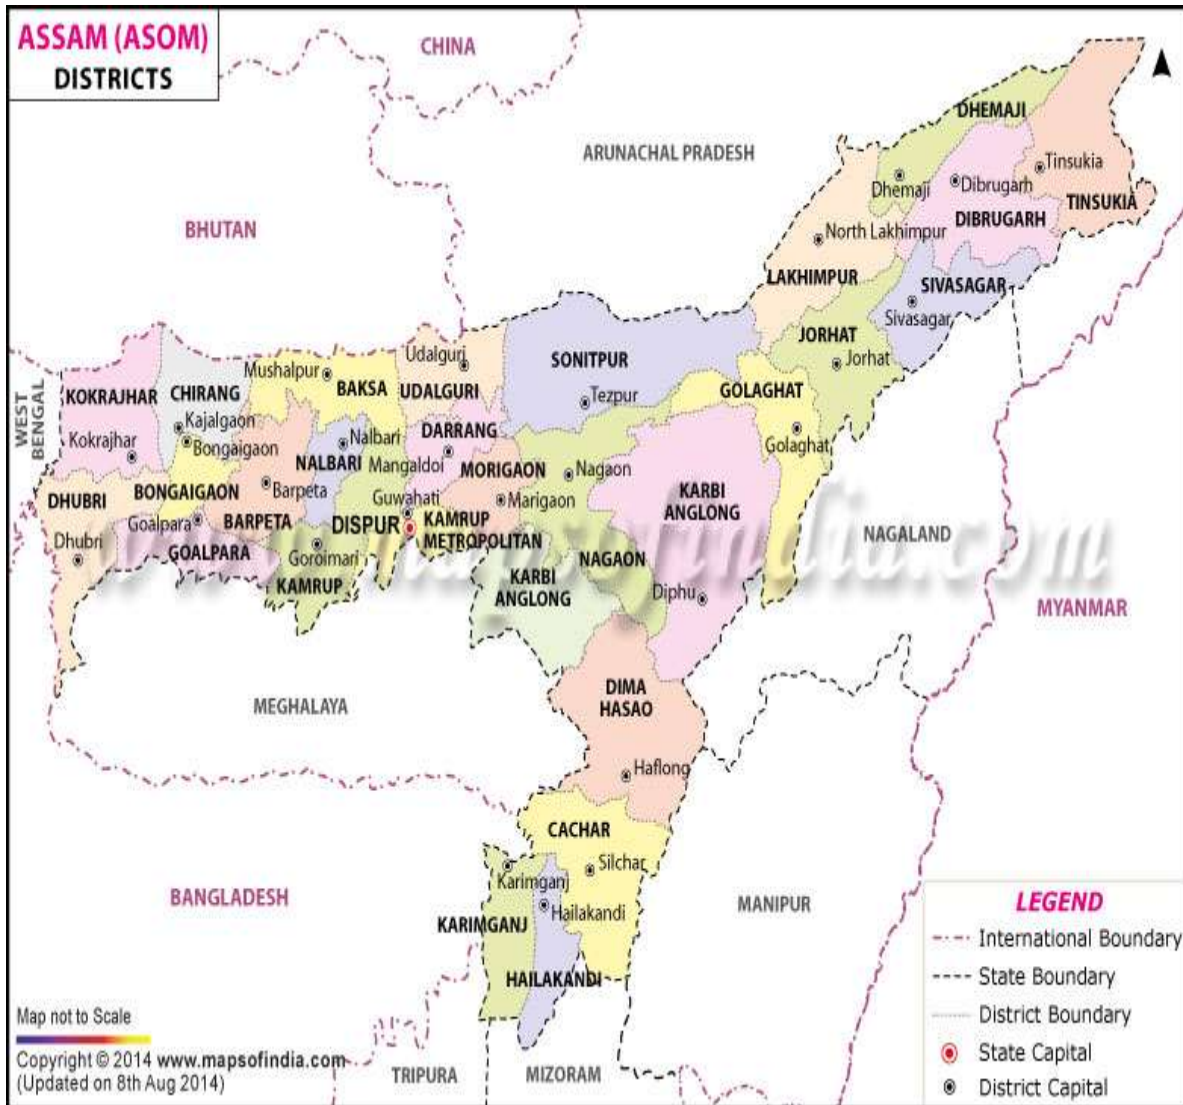 ASSAM (ASOM)
DISTRICTS
CHINA
ARUNACHAL PRADESH
BHUTAN
DHEMAJI
Dhemaji
Dibrugarh
Tinsukia
TINSUKIA
DIBRUGARH
North Lakhimpur
LAKHIMPUR
SIVASAGAR
Sivasagar
JORHAT
Jorhat
SONITPUR
Tezpur
GOLAGHAT
Golaghat
Udalguri
UDALGURI
Mushalpur
BAKSA
CHIRANG
Kajalgaon
KOKRAJHAR
Kokrajhar
WEST
BENGAL
Bongaigaon
BONGAIGAON
Nalbari
NALBARI
DARRANG
Mangaldoi
MORIGAON
Marigaon
Nagaon
KARBI
ANGLONG
DHUBRI
Dhubri
Goalpara
GOALPARA
Barpeta
BARPETA
Guwahati
DISPUR
KAMRUP
METROPOLITAN
Goroimari
KAMRUP
KARBI
ANGLONG
NAGAON
Diphu
NAGALAND
MYANMAR
www.mapsofindia.com
MEGHALAYA
DIMA
HASAO
Haflong
CACHAR
Silchar
Karimganj
KARIMGANJ
Hailakandi
HAILAKANDI
BANGLADESH
MANIPUR
TRIPURA
MIZORAM
LEGEND
International Boundary
State Boundary
District Boundary
State Capital
District Capital
Map not to Scale
Copyright © 2014 www.mapsofindia.com
(Updated on 8th Aug 2014)